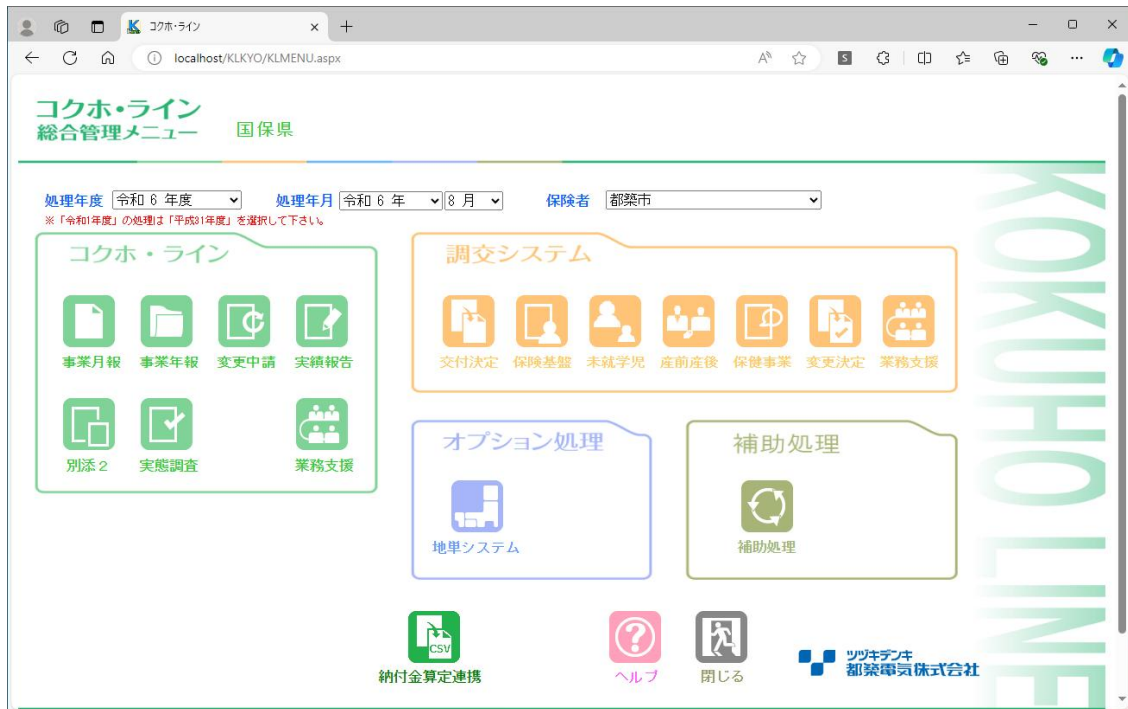 コクホ・ライン
localhost/KLKYO/KLMENU.aspx
コクホ・ライン
総合管理メニュー 国保県
処理年度 令和 6 年度 処理年月 令和 6 年 8 月 保険者 都築市
※「令和1年度」の処理は「平成31年度」を選択して下さい。
コクホ・ライン
事業月報 事業年報 変更申請 実績報告
別添2 実態調査 業務支援
調交システム
交付決定 保険基盤 未就学児 産前産後 保健事業 変更決定 業務支援
オプション処理
地単システム
補助処理
補助処理
CSV
納付金算定連携 ヘルプ 閉じる
ツヅキデンキ
都築電気株式会社
KOKUHO LINE